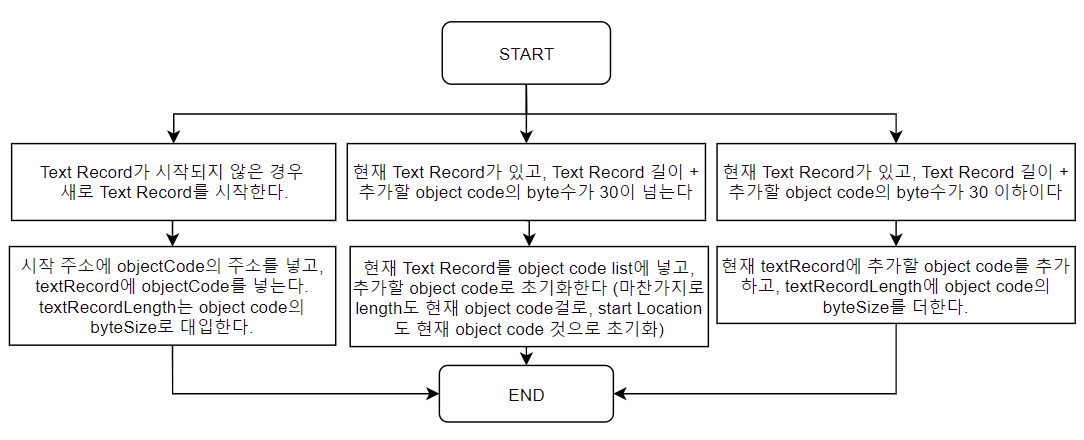 START
Text Record가 시작되지 않은 경우
새로 Text Record를 시작한다.
현재 Text Record가 있고, Text Record 길이 +
추가할 object code의 byte수가 30이 넘는다
현재 Text Record가 있고, Text Record 길이 +
추가할 object code의 byte수가 30 이하이다
시작 주소에 objectCode의 주소를 넣고,
textRecord에 objectCode를 넣는다.
textRecordLength는 object code의
byteSize로 대입한다.
현재 Text Record를 object code list에 넣고,
추가할 object code로 초기화한다 (마찬가지로
length도 현재 object code걸로, start Location
도 현재 object code 것으로 초기화)
현재 textRecord에 추가할 object code를 추가
하고, textRecordLength에 object code의
byteSize를 더한다.
END